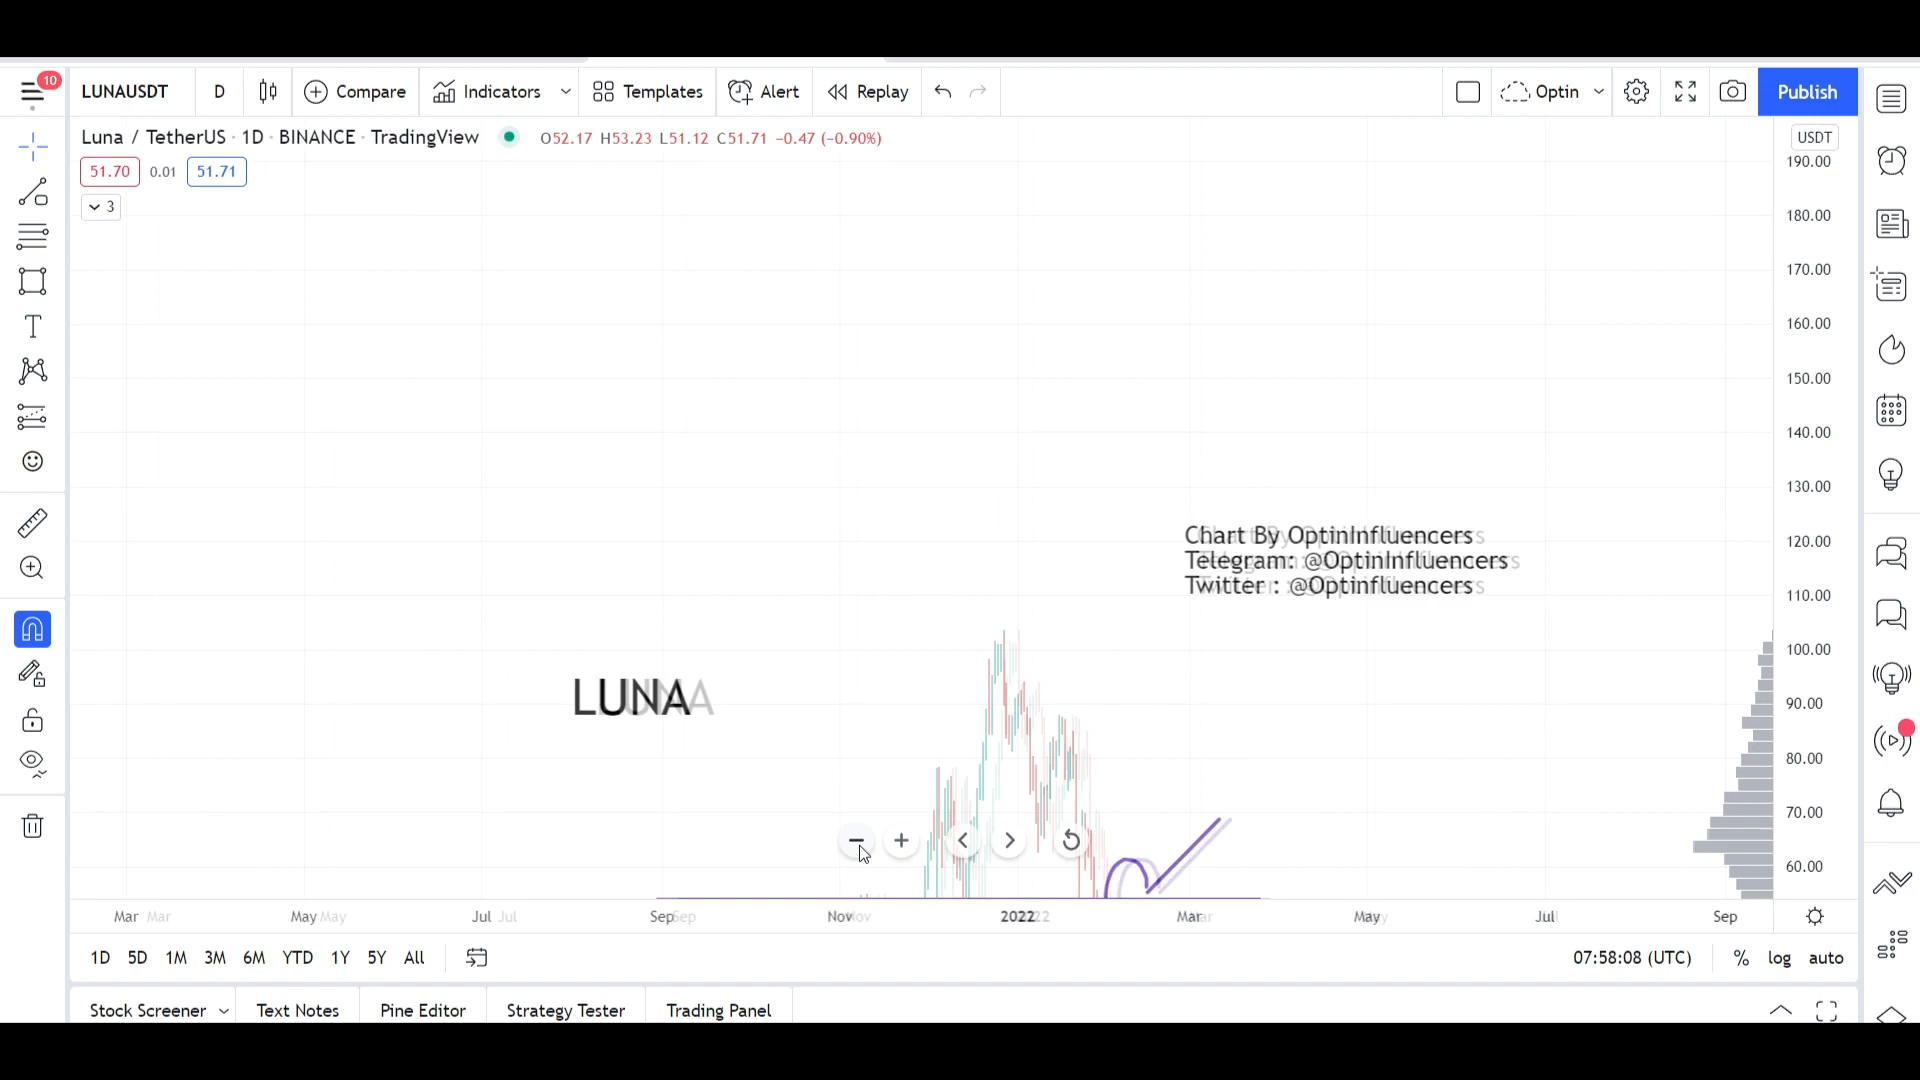 10
LUNAUSDT D Compare Indicators Templates Alert Replay Optin Publish
Luna / TetherUS · 1D · BINANCE · TradingView O52.17 H53.23 L51.12 C51.71 −0.47 (−0.90%)
USDT
51.70 0.01 51.71
3
190.00
180.00
170.00
160.00
150.00
140.00
130.00
120.00
110.00
100.00
90.00
80.00
70.00
60.00
Chart By OptinInfluencers
Telegram: @OptinInfluencers
Twitter : @Optinfluencers
LUNA
Mar May Jul Sep Nov 2022 Mar May Jul Sep
1D 5D 1M 3M 6M YTD 1Y 5Y All 07:58:08 (UTC) % log auto
Stock Screener Text Notes Pine Editor Strategy Tester Trading Panel